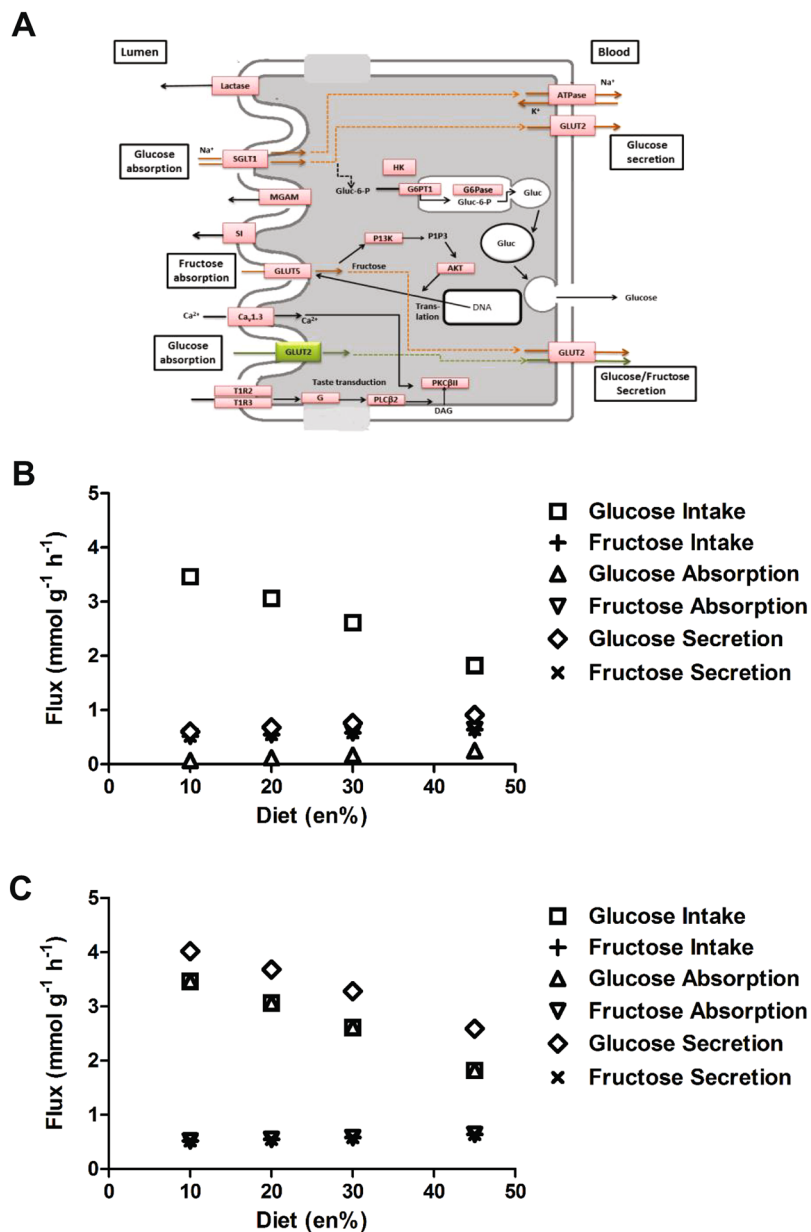 A
Lumen
Blood
Lactase
ATPase
Na⁺
K⁺
GLUT2
Glucose
secretion
Na⁺
Glucose
absorption
SGLT1
HK
Gluc-6-P
G6PT1
G6Pase
Gluc-6-P
Gluc
MGAM
SI
P13K
P1P3
Gluc
Fructose
absorption
GLUT5
Fructose
AKT
Trans-
lation
DNA
Glucose
Ca²⁺
Caᵥ1.3
Ca²⁺
Glucose
absorption
GLUT2
GLUT2
Glucose/Fructose
Secretion
T1R2
T1R3
Taste transduction
G
PLCβ2
PKCβII
DAG
B
Flux (mmol g⁻¹ h⁻¹)
5
4
3
2
1
0
0 10 20 30 40 50
Diet (en%)
Glucose Intake
Fructose Intake
Glucose Absorption
Fructose Absorption
Glucose Secretion
Fructose Secretion
C
Flux (mmol g⁻¹ h⁻¹)
5
4
3
2
1
0
0 10 20 30 40 50
Diet (en%)
Glucose Intake
Fructose Intake
Glucose Absorption
Fructose Absorption
Glucose Secretion
Fructose Secretion